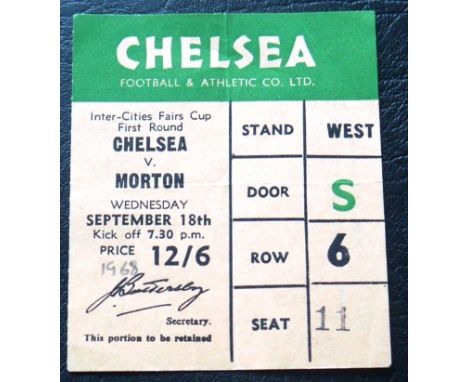 CHELSEA
FOOTBALL & ATHLETIC CO. LTD.
Inter-Cities Fairs Cup
First Round
CHELSEA
V.
MORTON
WEDNESDAY
SEPTEMBER 18th
Kick off 7.30 p.m.
PRICE 12/6
1968
Secretary.
This portion to be retained
STAND WEST
DOOR S
ROW 6
SEAT 11